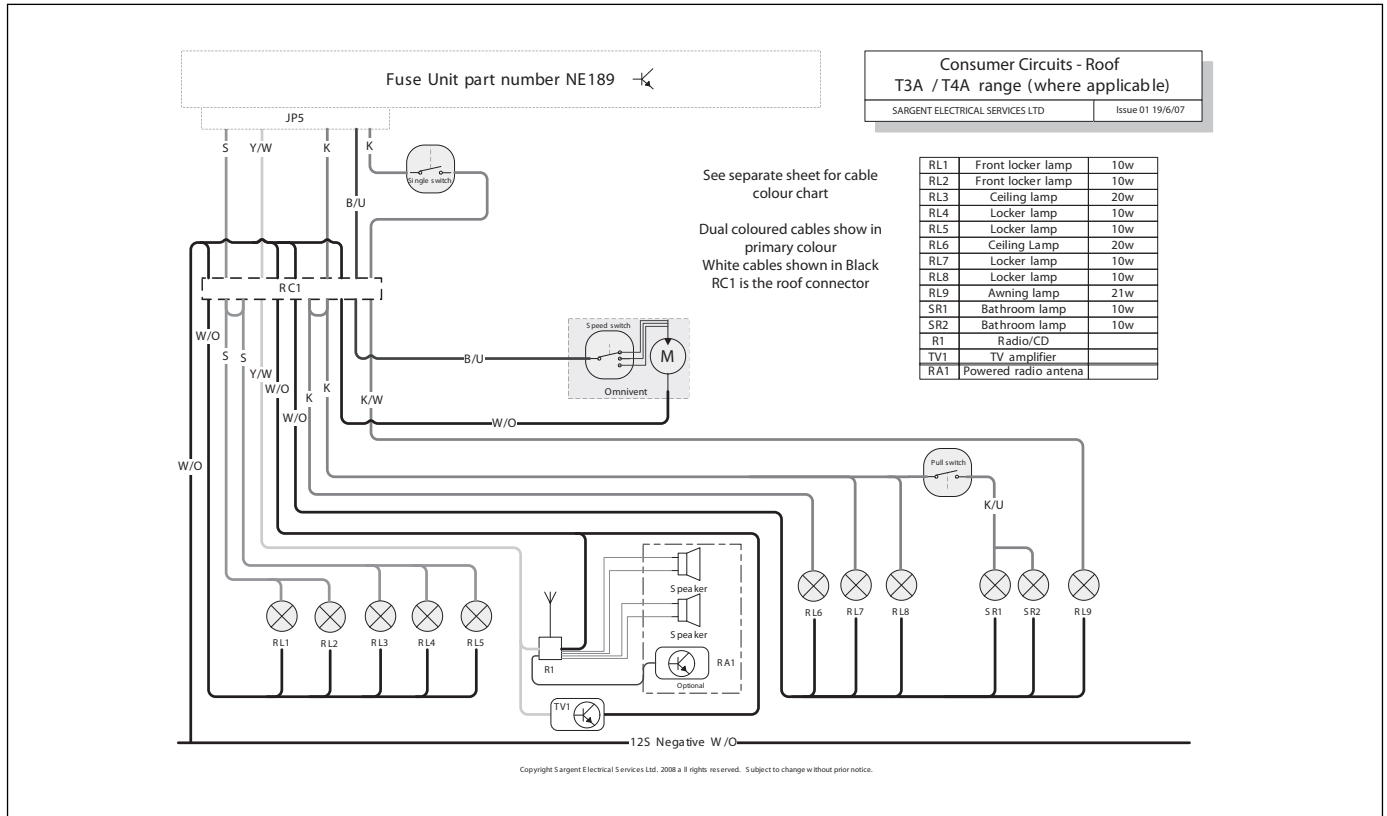 Fuse Unit part number NE189
JP5
Consumer Circuits - Roof
T3A / T4A range (where applicable)
SARGENT ELECTRICAL SERVICES LTD Issue 01 19/6/07
S Y/W K K
Single switch
B/U
See separate sheet for cable
colour chart
Dual coloured cables show in
primary colour
White cables shown in Black
RC1 is the roof connector
RL1 Front locker lamp 10w
RL2 Front locker lamp 10w
RL3 Ceiling lamp 20w
RL4 Locker lamp 10w
RL5 Locker lamp 10w
RL6 Ceiling Lamp 20w
RL7 Locker lamp 10w
RL8 Locker lamp 10w
RL9 Awning lamp 21w
SR1 Bathroom lamp 10w
SR2 Bathroom lamp 10w
R1 Radio/CD
TV1 TV amplifier
RA1 Powered radio antena
RC1
Speed switch
M
Omnivent
W/O
S S
B/U
Y/W
W/O
K K
K/W
W/O
W/O
W/O
Pull switch
K/U
Speaker
Speaker
RL1 RL2 RL3 RL4 RL5
R1
RA1
Optional
TV1
RL6 RL7 RL8 SR1 SR2 RL9
12S Negative W/O
Copyright Sargent Electrical Services Ltd. 2008 all rights reserved. Subject to change without prior notice.